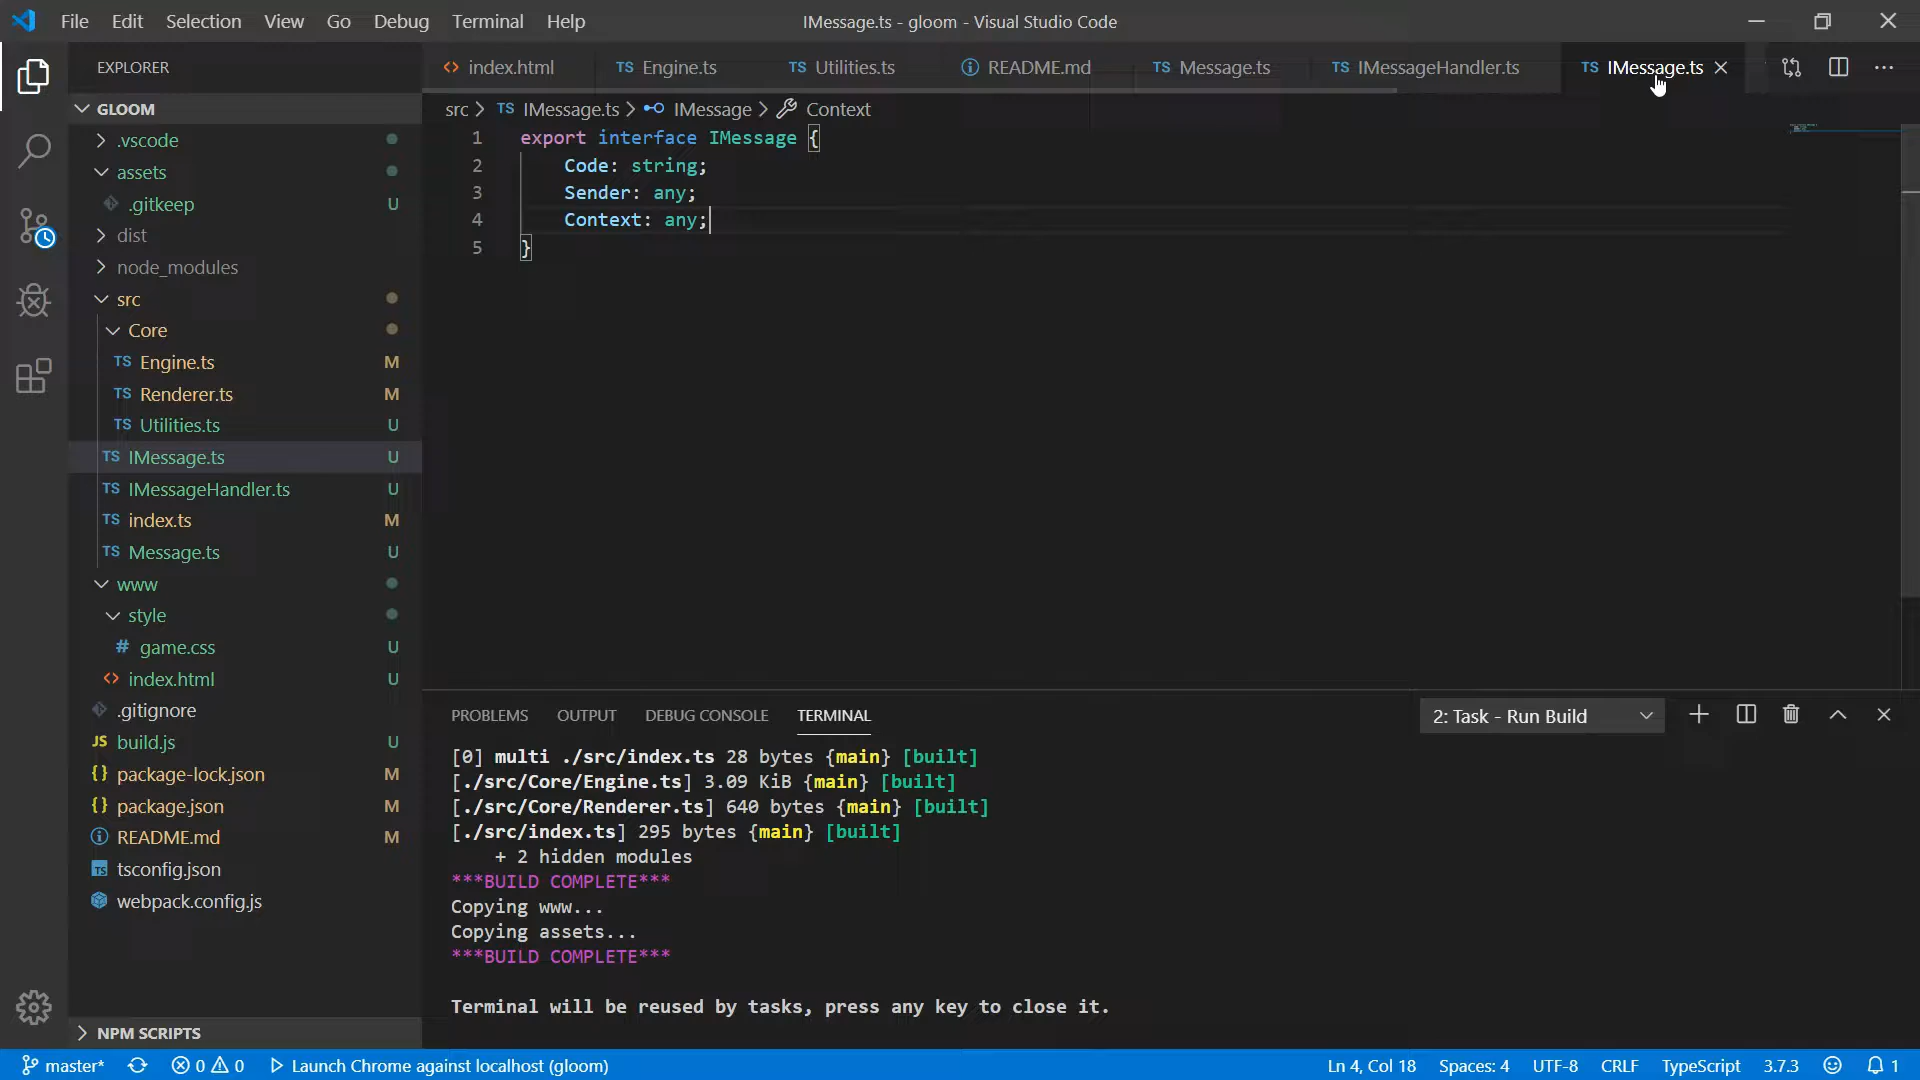 File Edit Selection View Go Debug Terminal Help
IMessage.ts - gloom - Visual Studio Code
EXPLORER
index.html
TS Engine.ts
TS Utilities.ts
README.md
TS Message.ts
TS IMessageHandler.ts
TS IMessage.ts
GLOOM
.vscode
assets
.gitkeep U
dist
node_modules
src
Core
TS Engine.ts M
TS Renderer.ts M
TS Utilities.ts U
TS IMessage.ts U
TS IMessageHandler.ts U
TS index.ts M
TS Message.ts U
www
style
# game.css U
index.html U
.gitignore
JS build.js U
{} package-lock.json M
{} package.json M
README.md M
TS tsconfig.json
webpack.config.js
NPM SCRIPTS
src > TS IMessage.ts > IMessage > Context
1 export interface IMessage {
2 Code: string;
3 Sender: any;
4 Context: any;
5 }
PROBLEMS OUTPUT DEBUG CONSOLE TERMINAL
2: Task - Run Build
[0] multi ./src/index.ts 28 bytes {main} [built]
[./src/Core/Engine.ts] 3.09 KiB {main} [built]
[./src/Core/Renderer.ts] 640 bytes {main} [built]
[./src/index.ts] 295 bytes {main} [built]
+ 2 hidden modules
***BUILD COMPLETE***
Copying www...
Copying assets...
***BUILD COMPLETE***
Terminal will be reused by tasks, press any key to close it.
master* 0 0 Launch Chrome against localhost (gloom)
Ln 4, Col 18 Spaces: 4 UTF-8 CRLF TypeScript 3.7.3 1